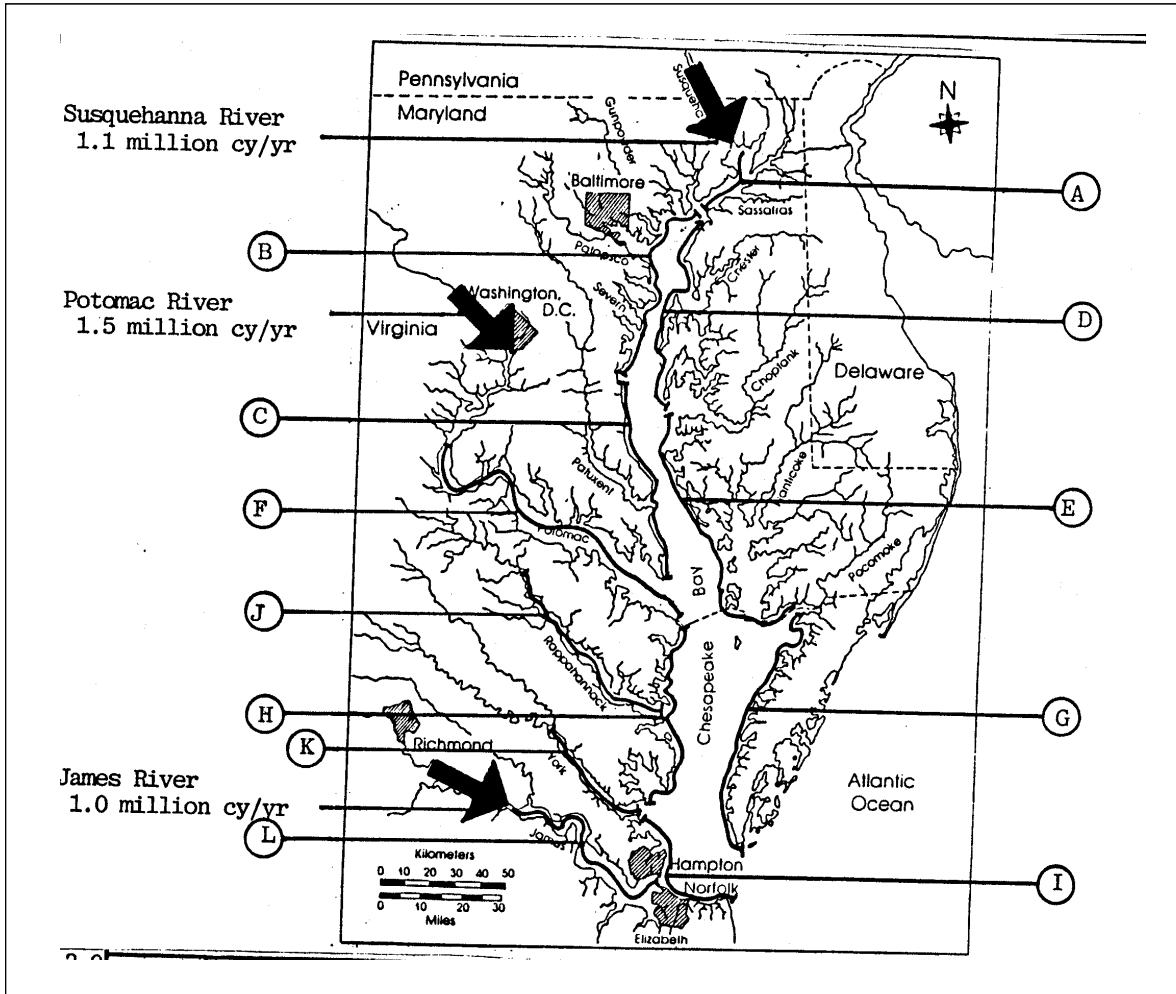 Pennsylvania
Maryland
N
Susquehanna River
1.1 million cy/yr
Gunpowder
Baltimore
Sassafras
A
B
Patapsco
Chester
Severn
Potomac River
1.5 million cy/yr
Washington,
D.C.
Virginia
D
Choptank
Delaware
C
Patuxent
Nanticoke
E
F
Potomac
Pocomoke
Bay
J
Rappahannock
Chesapeake
H
G
Richmond
K
York
James River
1.0 million cy/yr
Atlantic
Ocean
L
James
Kilometers
0 10 20 30 40 50
0 10 20 30
Miles
Hampton
Norfolk
I
Elizabeth